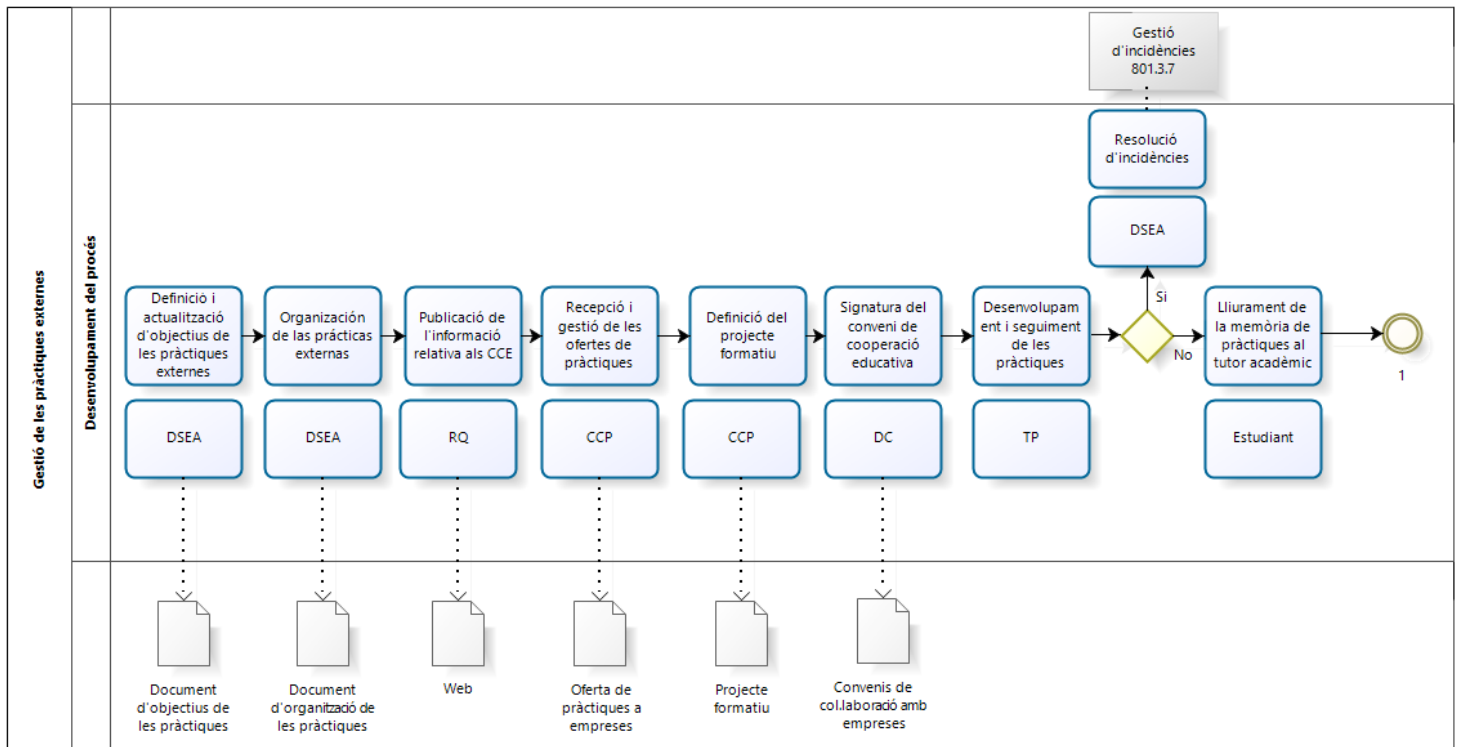 Gestió de les pràctiques externes
Desenvolupament del procés
Gestió
d'incidències
801.3.7
Resolució
d'incidències
DSEA
Si
No
Definició i
actualització
d'objectius de
les pràctiques
externes
Organización
de las prácticas
externas
Publicació de
l'informació
relativa als CCE
Recepció i
gestió de les
ofertes de
pràctiques
Definició del
projecte
formatiu
Signatura del
conveni de
cooperació
educativa
Desenvolupam
ent i seguiment
de les
pràctiques
Lliurament de
la memòria de
pràctiques al
tutor acadèmic
1
DSEA
DSEA
RQ
CCP
CCP
DC
TP
Estudiant
Document
d'objectius de
les pràctiques
Document
d'organització de
les pràctiques
Web
Oferta de
pràctiques a
empreses
Projecte
formatiu
Convenis de
col.laboració amb
empreses